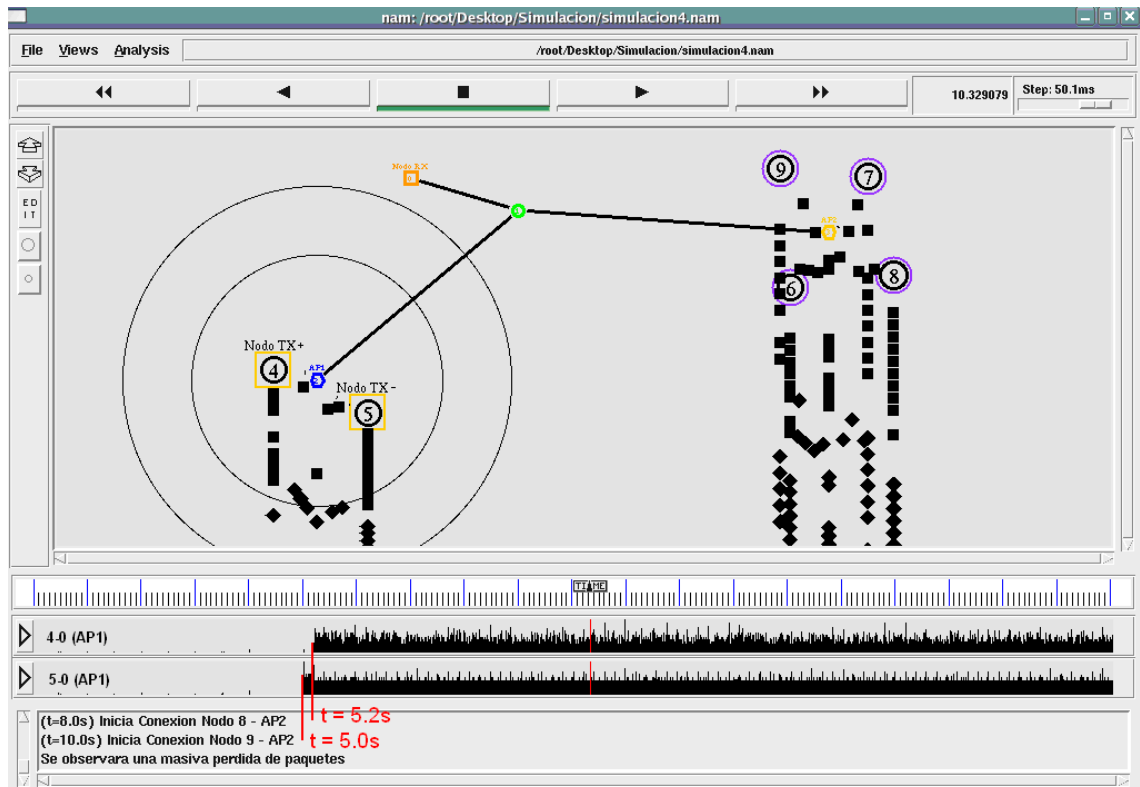 nam: /root/Desktop/Simulacion/simulacion4.nam
File Views Analysis
/root/Desktop/Simulacion/simulacion4.nam
10.329079
Step: 50.1ms
ED
IT
Nodo RX
9
7
AP2
6
8
Nodo TX+
4
AP1
Nodo TX-
5
TIME
4-0 (AP1)
5-0 (AP1)
t = 5.2s
t = 5.0s
(t=8.0s) Inicia Conexion Nodo 8 - AP2
(t=10.0s) Inicia Conexion Nodo 9 - AP2
Se observara una masiva perdida de paquetes